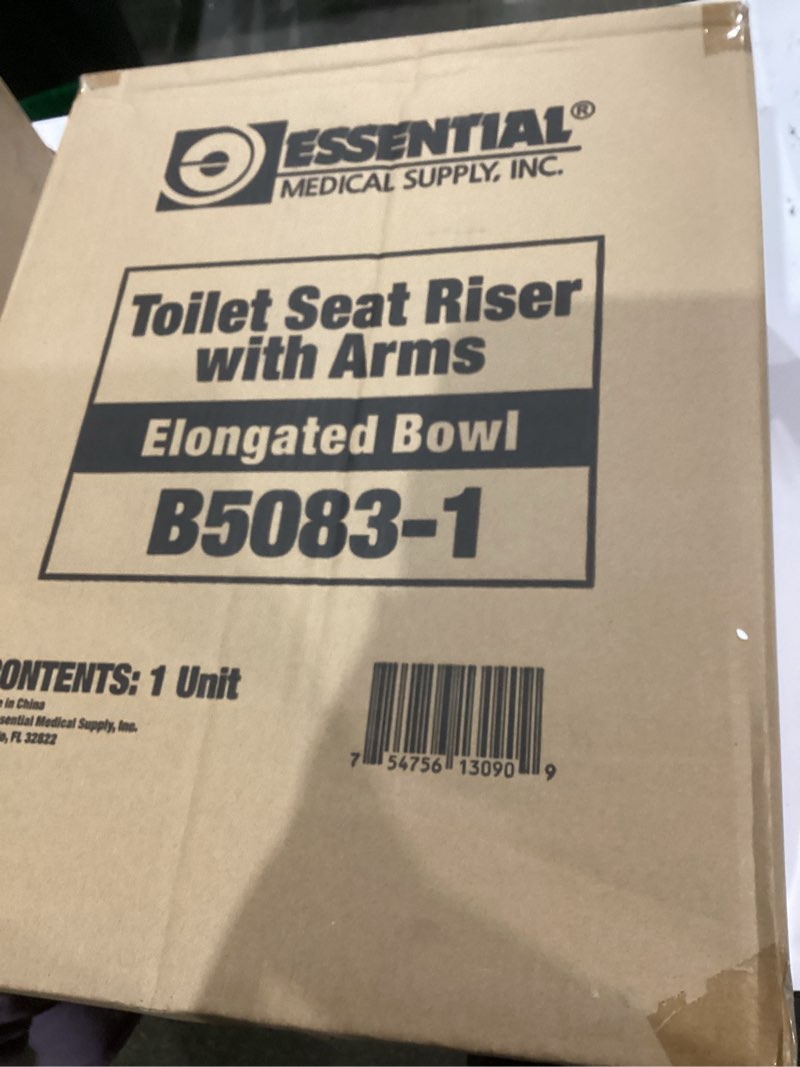 ESSENTIAL®
MEDICAL SUPPLY, INC.
Toilet Seat Riser
with Arms
Elongated Bowl
B5083-1
ONTENTS: 1 Unit
in China
sential Medical Supply, Inc.
FL 32822
7 54756 13090 9